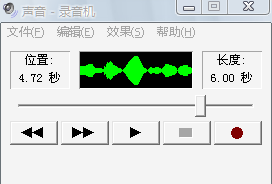 声音 - 录音机
文件(F) 编辑(E) 效果(S) 帮助(H)
位置: 长度:
4.72 秒 6.00 秒